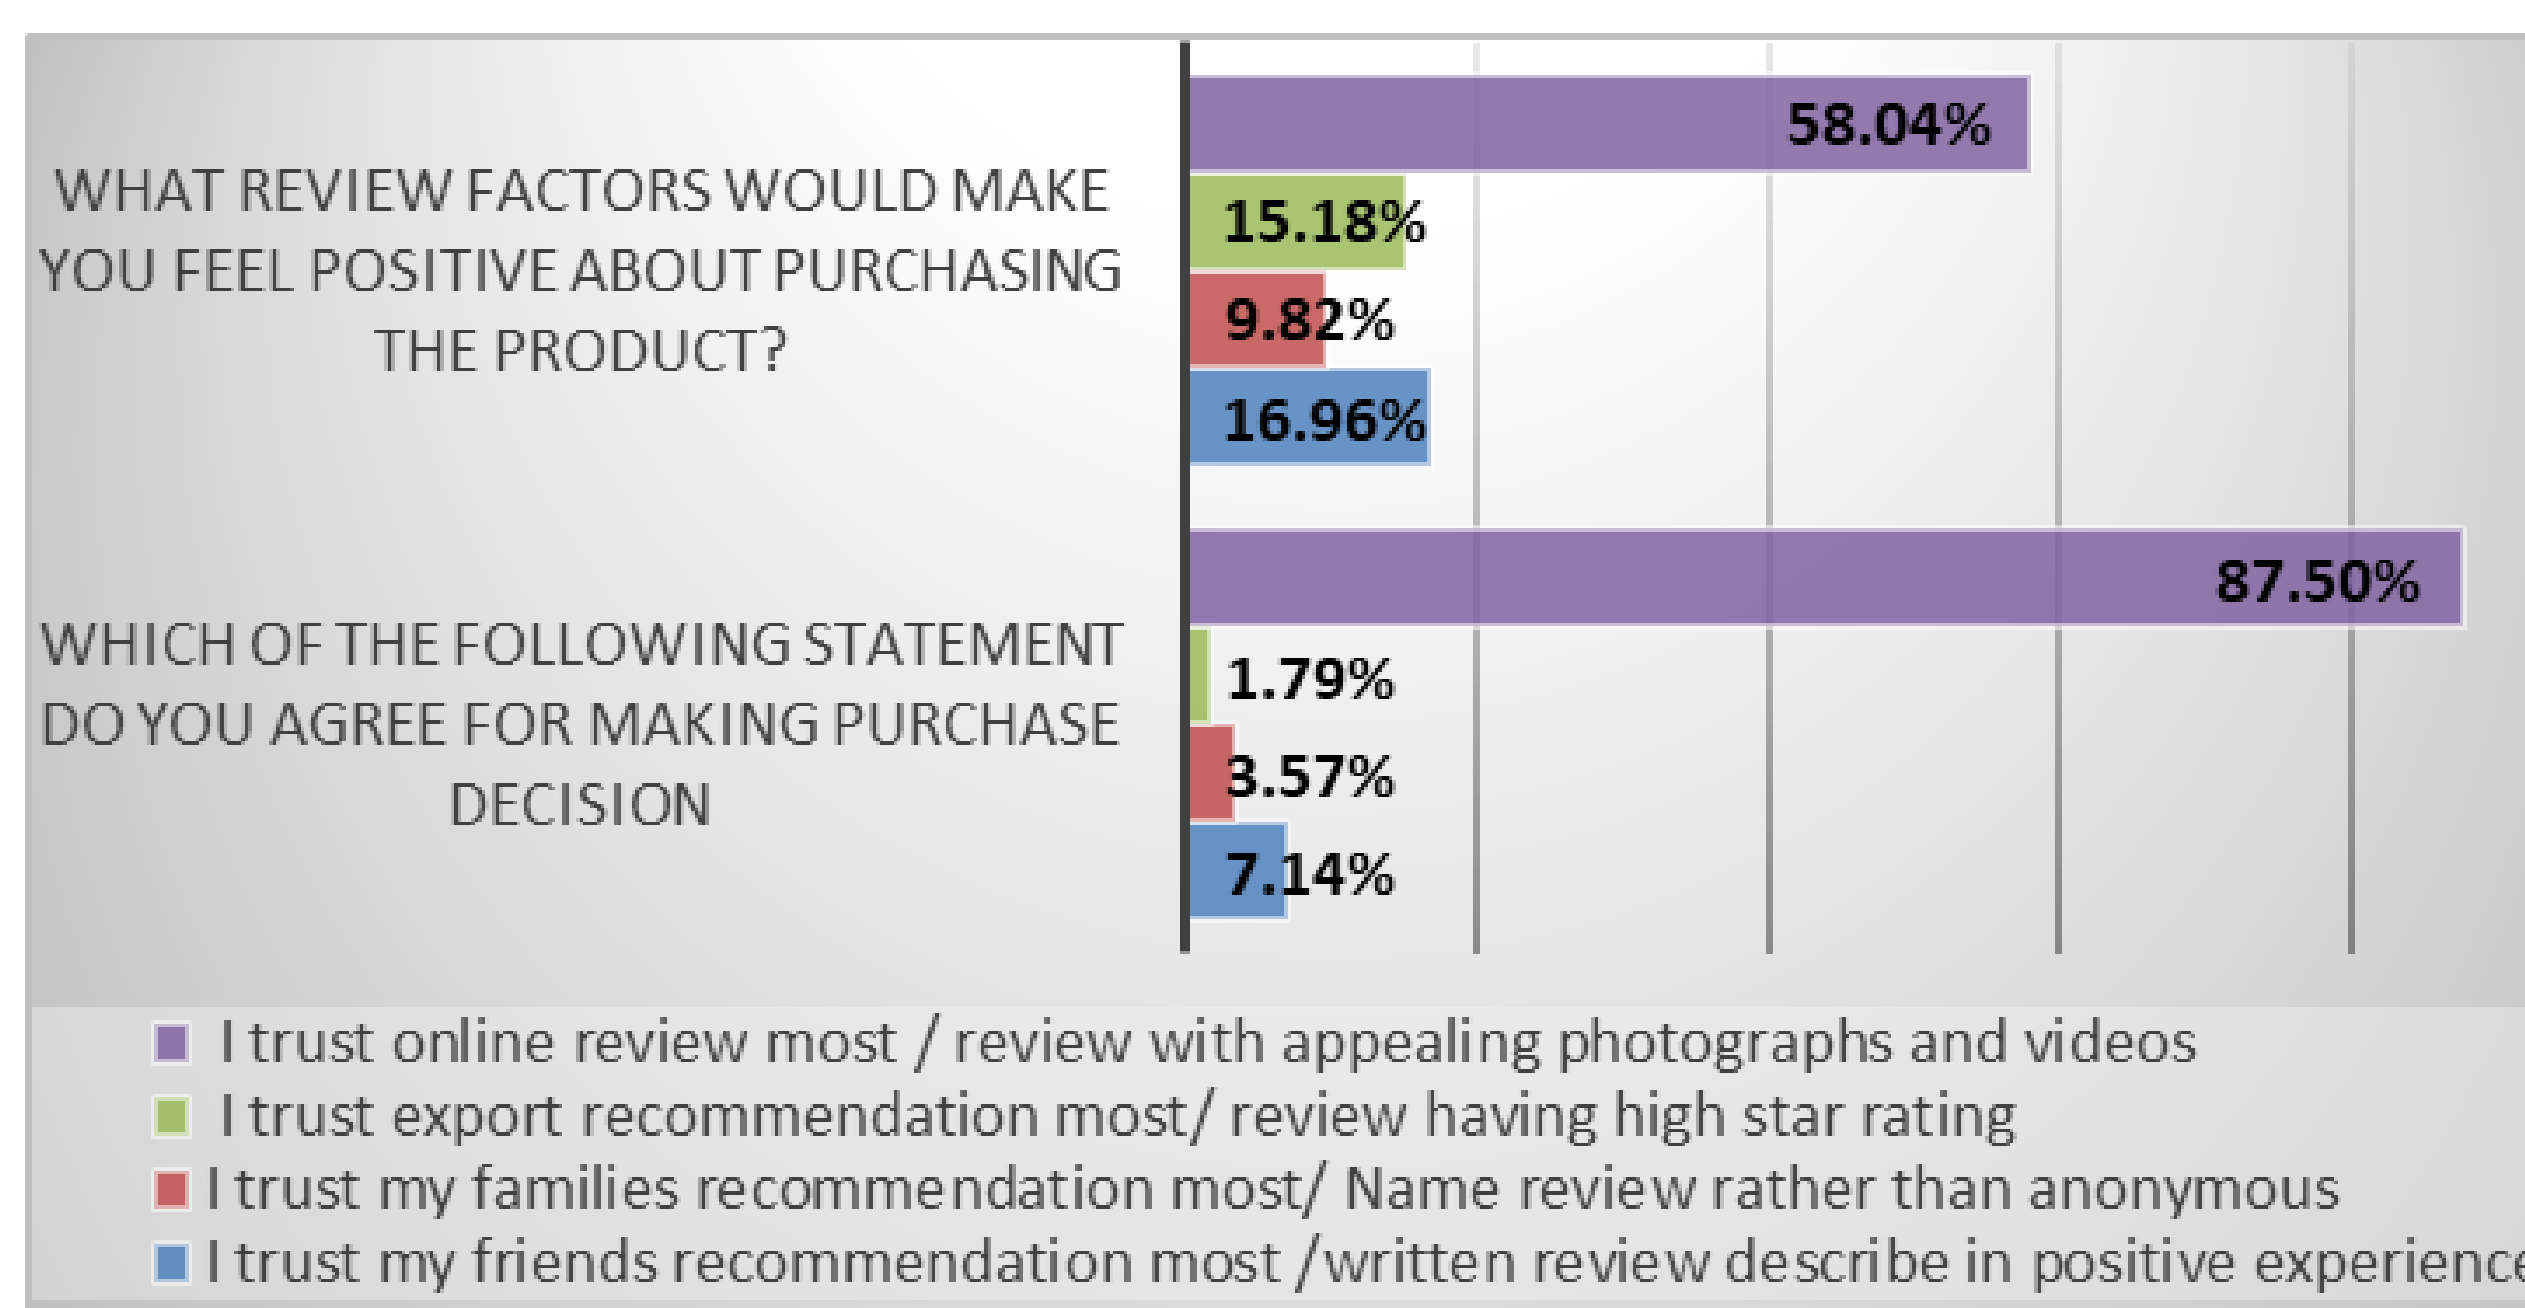 WHAT REVIEW FACTORS WOULD MAKE
YOU FEEL POSITIVE ABOUT PURCHASING
THE PRODUCT?
58.04%
15.18%
9.82%
16.96%
WHICH OF THE FOLLOWING STATEMENT
DO YOU AGREE FOR MAKING PURCHASE
DECISION
87.50%
1.79%
3.57%
7.14%
I trust online review most / review with appealing photographs and videos
I trust export recommendation most/ review having high star rating
I trust my families recommendation most/ Name review rather than anonymous
I trust my friends recommendation most /written review describe in positive experience